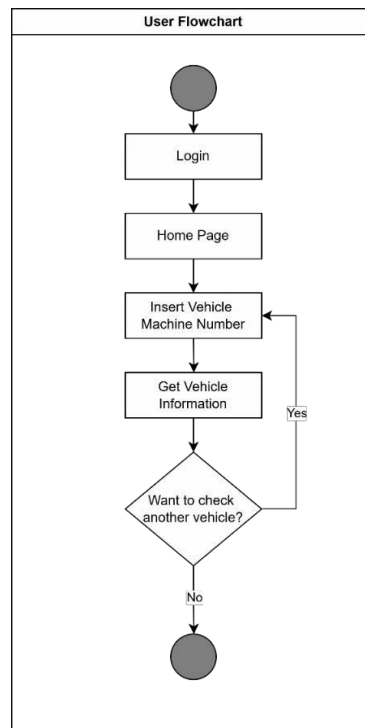 User Flowchart
Login
Home Page
Insert Vehicle
Machine Number
Get Vehicle
Information
Yes
Want to check
another vehicle?
No